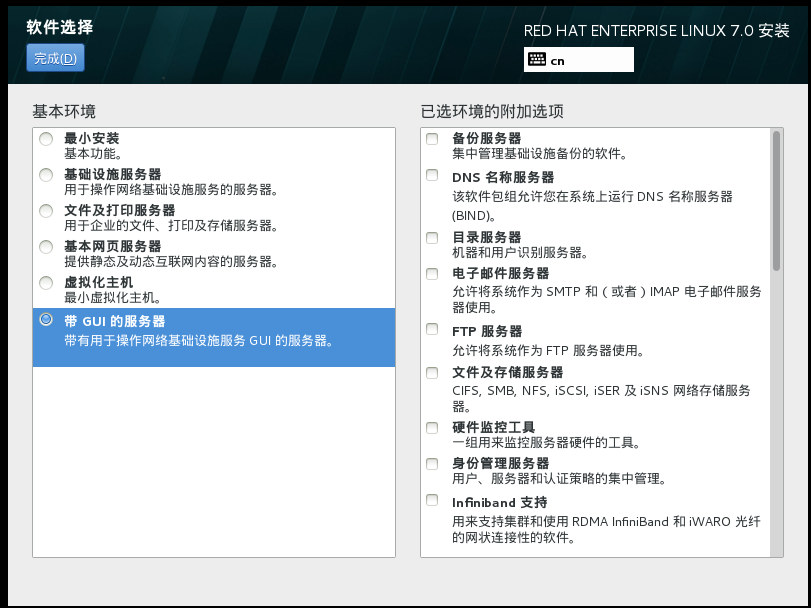 软件选择
完成(D)
RED HAT ENTERPRISE LINUX 7.0 安装
cn
基本环境
最小安装
基本功能。
基础设施服务器
用于操作网络基础设施服务的服务器。
文件及打印服务器
用于企业的文件、打印及存储服务器。
基本网页服务器
提供静态及动态互联网内容的服务器。
虚拟化主机
最小虚拟化主机。
带 GUI 的服务器
带有用于操作网络基础设施服务 GUI 的服务器。
已选环境的附加选项
备份服务器
集中管理基础设施备份的软件。
DNS 名称服务器
该软件包组允许您在系统上运行 DNS 名称服务器
(BIND)。
目录服务器
机器和用户识别服务器。
电子邮件服务器
允许将系统作为 SMTP 和（或者）IMAP 电子邮件服务
器使用。
FTP 服务器
允许将系统作为 FTP 服务器使用。
文件及存储服务器
CIFS, SMB, NFS, iSCSI, iSER 及 iSNS 网络存储服务
器。
硬件监控工具
一组用来监控服务器硬件的工具。
身份管理服务器
用户、服务器和认证策略的集中管理。
Infiniband 支持
用来支持集群和使用 RDMA InfiniBand 和 iWARO 光纤
的网状连接性的软件。